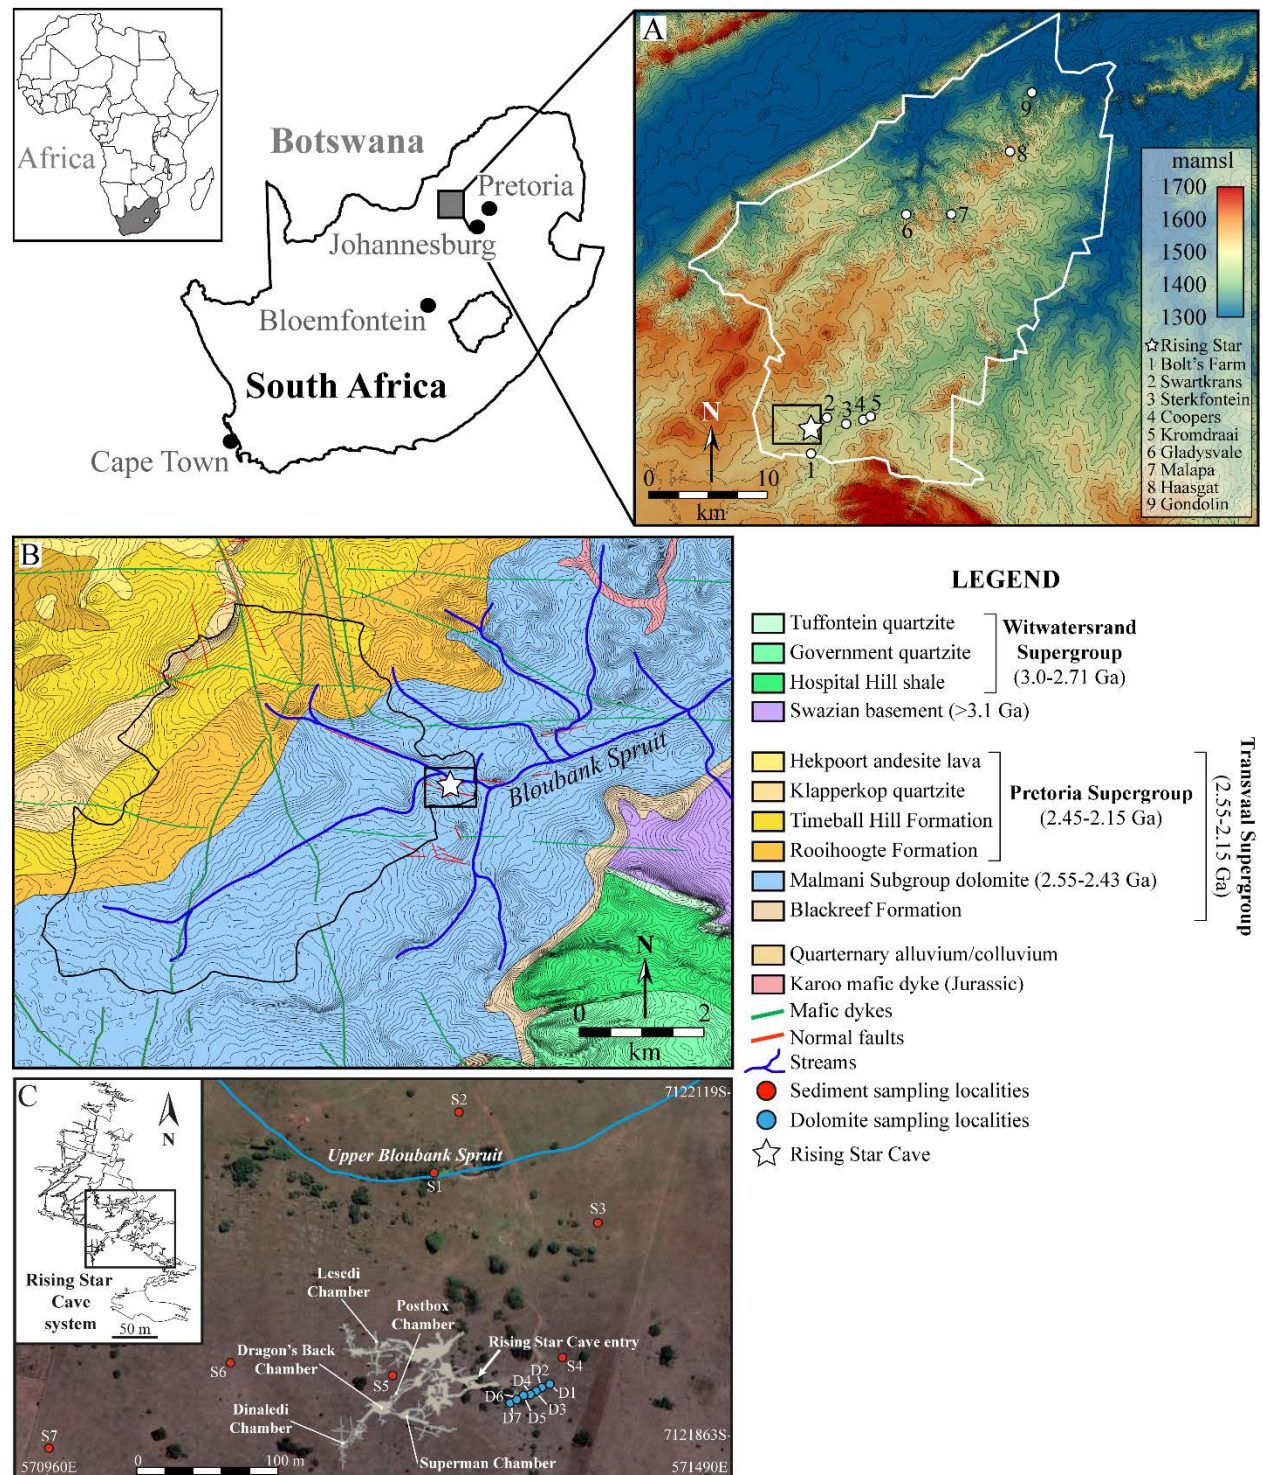 Africa
Botswana
Pretoria
Johannesburg
Bloemfontein
South Africa
Cape Town
A
9
8
6
7
2
3
4
5
1
N
0
10
km
mamsl
1700
1600
1500
1400
1300
Rising Star
1 Bolt's Farm
2 Swartkrans
3 Sterkfontein
4 Coopers
5 Kromdraai
6 Gladysvale
7 Malapa
8 Haasgat
9 Gondolin
B
Bloubank Spruit
N
0
2
km
LEGEND
Tuffontein quartzite
Government quartzite
Hospital Hill shale
Witwatersrand
Supergroup
(3.0-2.71 Ga)
Swazian basement (>3.1 Ga)
Hekpoort andesite lava
Klapperkop quartzite
Timeball Hill Formation
Rooihoogte Formation
Pretoria Supergroup
(2.45-2.15 Ga)
Malmani Subgroup dolomite (2.55-2.43 Ga)
Blackreef Formation
Transvaal Supergroup
(2.55-2.15 Ga)
Quarternary alluvium/colluvium
Karoo mafic dyke (Jurassic)
Mafic dykes
Normal faults
Streams
Sediment sampling localities
Dolomite sampling localities
Rising Star Cave
C
N
Rising Star
Cave
system
50 m
7122119S-
S2
Upper Bloubank Spruit
S1
S3
Lesedi
Chamber
Postbox
Chamber
Rising Star Cave entry
Dragon's Back
Chamber
S6
S5
S4
D2
D4
D1
D6
D3
D7
D5
Dinaledi
Chamber
Superman Chamber
S7
570960E
0
100 m
7121863S-
571490E